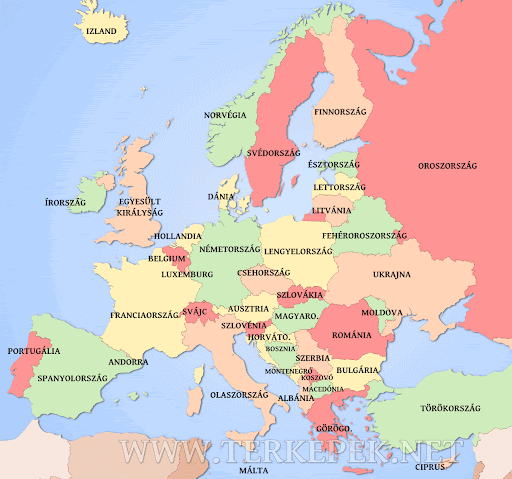 IZLAND
NORVÉGIA
FINNORSZÁG
SVÉDORSZÁG
ÉSZTORSZÁG
OROSZORSZÁG
LETTORSZÁG
DÁNIA
LITVÁNIA
ÍRORSZÁG
EGYESÜLT
KIRÁLYSÁG
HOLLANDIA
FEHÉROROSZORSZÁG
NÉMETORSZÁG
LENGYELORSZÁG
BELGIUM
LUXEMBURG
CSEHORSZÁG
UKRAJNA
SZLOVÁKIA
FRANCIAORSZÁG
SVÁJC
AUSZTRIA
MAGYARO.
MOLDOVA
SZLOVÉNIA
HORVÁTO.
ROMÁNIA
BOSZNIA
PORTUGÁLIA
ANDORRA
SZERBIA
SPANYOLORSZÁG
MONTENEGRÓ
KOSZOVÓ
BULGÁRIA
OLASZORSZÁG
MACEDÓNIA
ALBÁNIA
TÖRÖKORSZÁG
GÖRÖGO.
WWW.TERKEPEK.NET
MÁLTA
CIPRUS